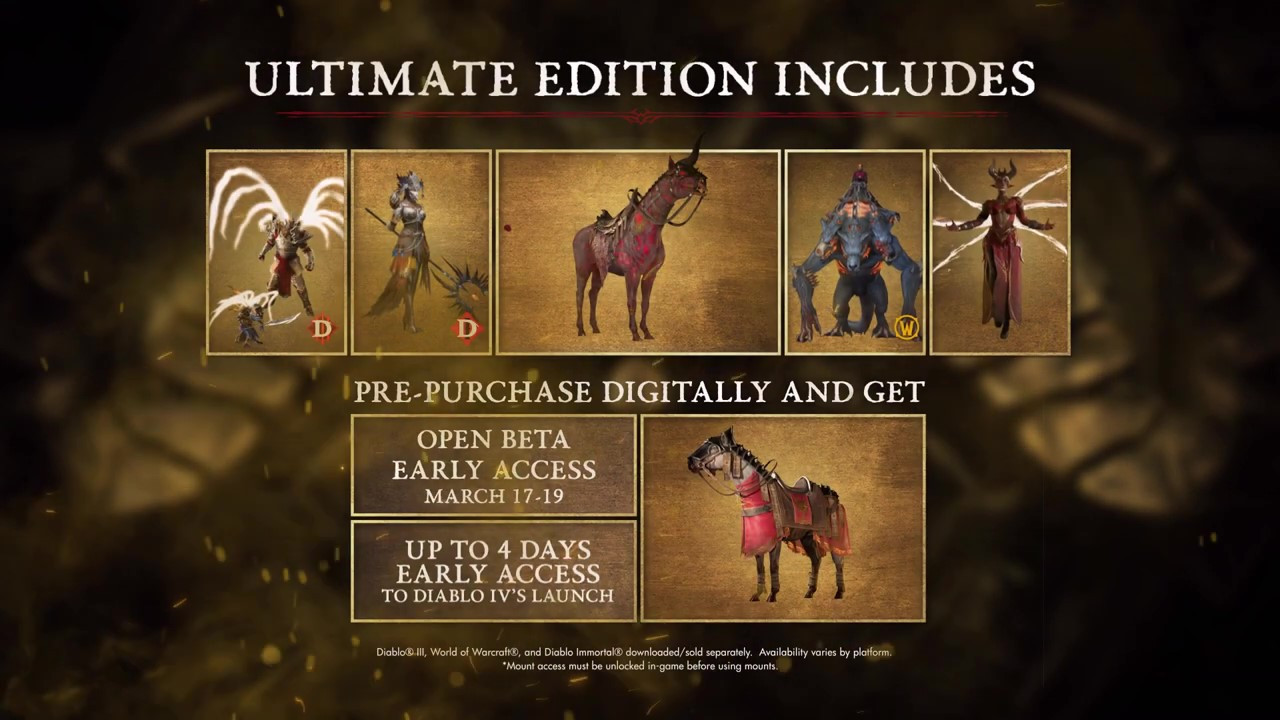 ULTIMATE EDITION INCLUDES
D
D
W
PRE-PURCHASE DIGITALLY AND GET
OPEN BETA
EARLY ACCESS
MARCH 17-19
UP TO 4 DAYS
EARLY ACCESS
TO DIABLO IV'S LAUNCH
Diablo® III, World of Warcraft®, and Diablo Immortal® downloaded/sold separately. Availability varies by platform.
*Mount access must be unlocked in-game before using mounts.